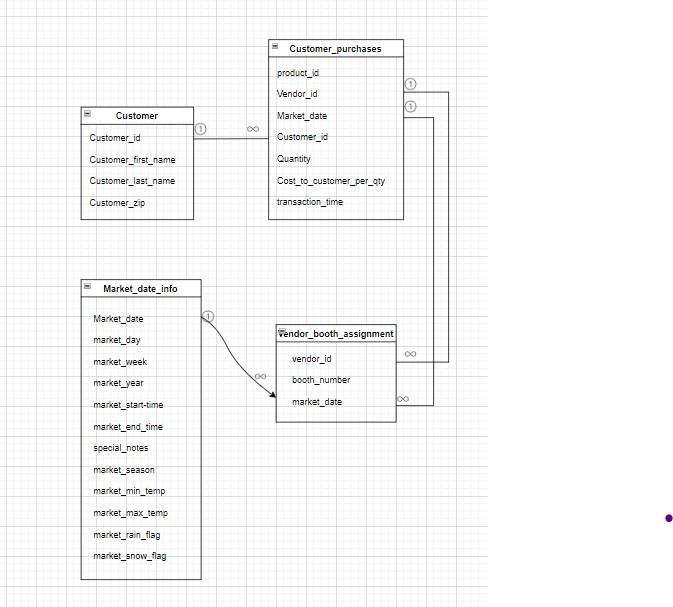 Customer_purchases
product_id
Vendor_id
Market_date
Customer_id
Quantity
Cost_to_customer_per_qty
transaction_time
1
1
Customer
Customer_id
Customer_first_name
Customer_last_name
Customer_zip
1
∞
Market_date_info
Market_date
market_day
market_week
market_year
market_start-time
market_end_time
special_notes
market_season
market_min_temp
market_max_temp
market_rain_flag
market_snow_flag
1
∞
Vendor_booth_assignment
vendor_id
booth_number
market_date
∞
∞